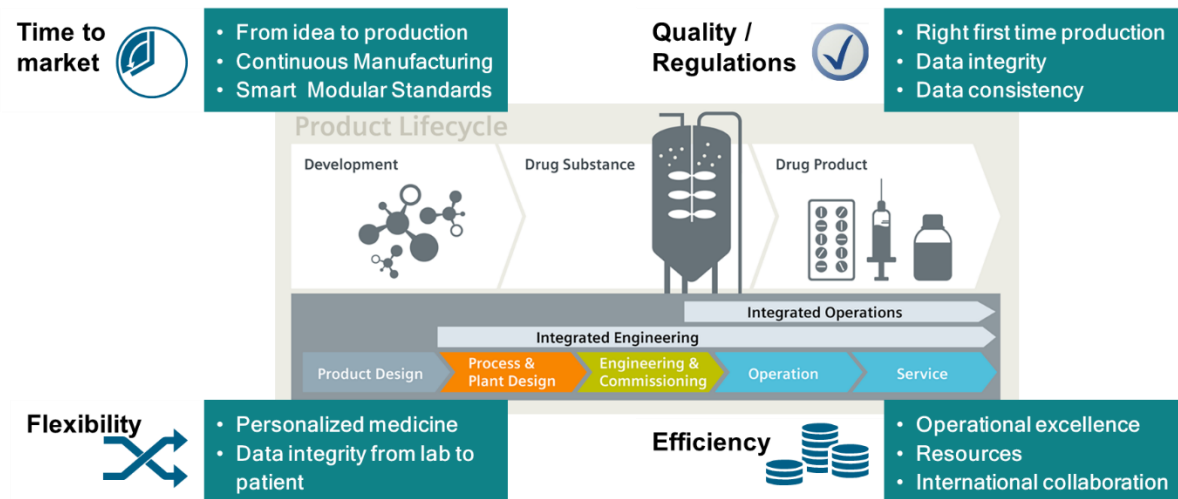 Time to
market
• From idea to production
• Continuous Manufacturing
• Smart Modular Standards
Quality /
Regulations
• Right first time production
• Data integrity
• Data consistency
Product Lifecycle
Development
Drug Substance
Drug Product
Integrated Operations
Integrated Engineering
Product Design
Process &
Plant Design
Engineering &
Commissioning
Operation
Service
Flexibility
• Personalized medicine
• Data integrity from lab to
patient
Efficiency
• Operational excellence
• Resources
• International collaboration